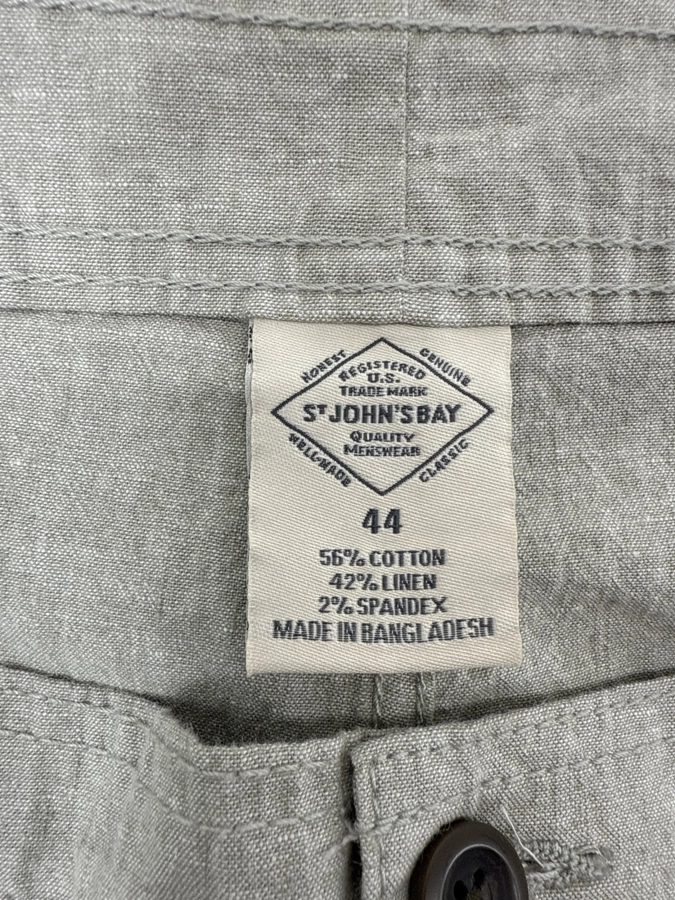 HONEST
GENUINE
REGISTERED
U.S.
TRADE MARK
ST JOHN'S BAY
QUALITY
MENSWEAR
WELL-MADE
CLASSIC
44
56% COTTON
42% LINEN
2% SPANDEX
MADE IN BANGLADESH